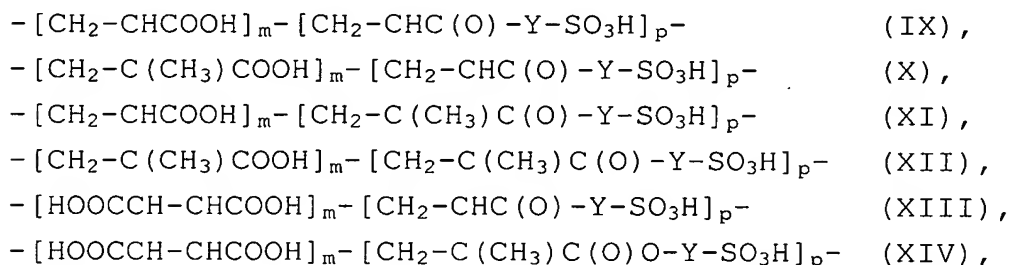 -[CH₂-CHCOOH]ₘ-[CH₂-CHC(O)-Y-SO₃H]ₚ- (IX),
-[CH₂-C(CH₃)COOH]ₘ-[CH₂-CHC(O)-Y-SO₃H]ₚ- (X),
-[CH₂-CHCOOH]ₘ-[CH₂-C(CH₃)C(O)-Y-SO₃H]ₚ- (XI),
-[CH₂-C(CH₃)COOH]ₘ-[CH₂-C(CH₃)C(O)-Y-SO₃H]ₚ- (XII),
-[HOOCCH-CHCOOH]ₘ-[CH₂-CHC(O)-Y-SO₃H]ₚ- (XIII),
-[HOOCCH-CHCOOH]ₘ-[CH₂-C(CH₃)C(O)O-Y-SO₃H]ₚ- (XIV),